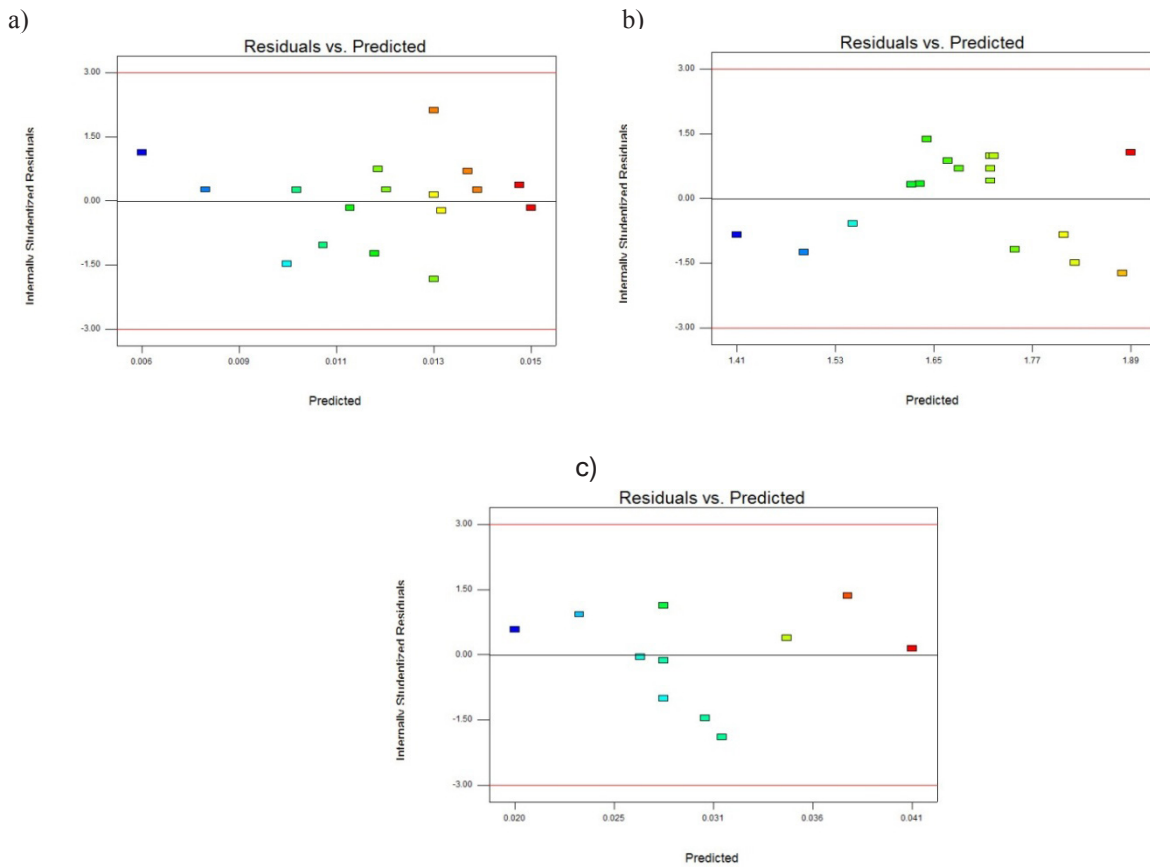 a)
Residuals vs. Predicted
Internally Studentized Residuals
3.00
1.50
0.00
-1.50
-3.00
0.006 0.009 0.011 0.013 0.015
Predicted
b)
Residuals vs. Predicted
Internally Studentized Residuals
3.00
1.50
0.00
-1.50
-3.00
1.41 1.53 1.65 1.77 1.89
Predicted
c)
Residuals vs. Predicted
Internally Studentized Residuals
3.00
1.50
0.00
-1.50
-3.00
0.020 0.025 0.031 0.036 0.041
Predicted